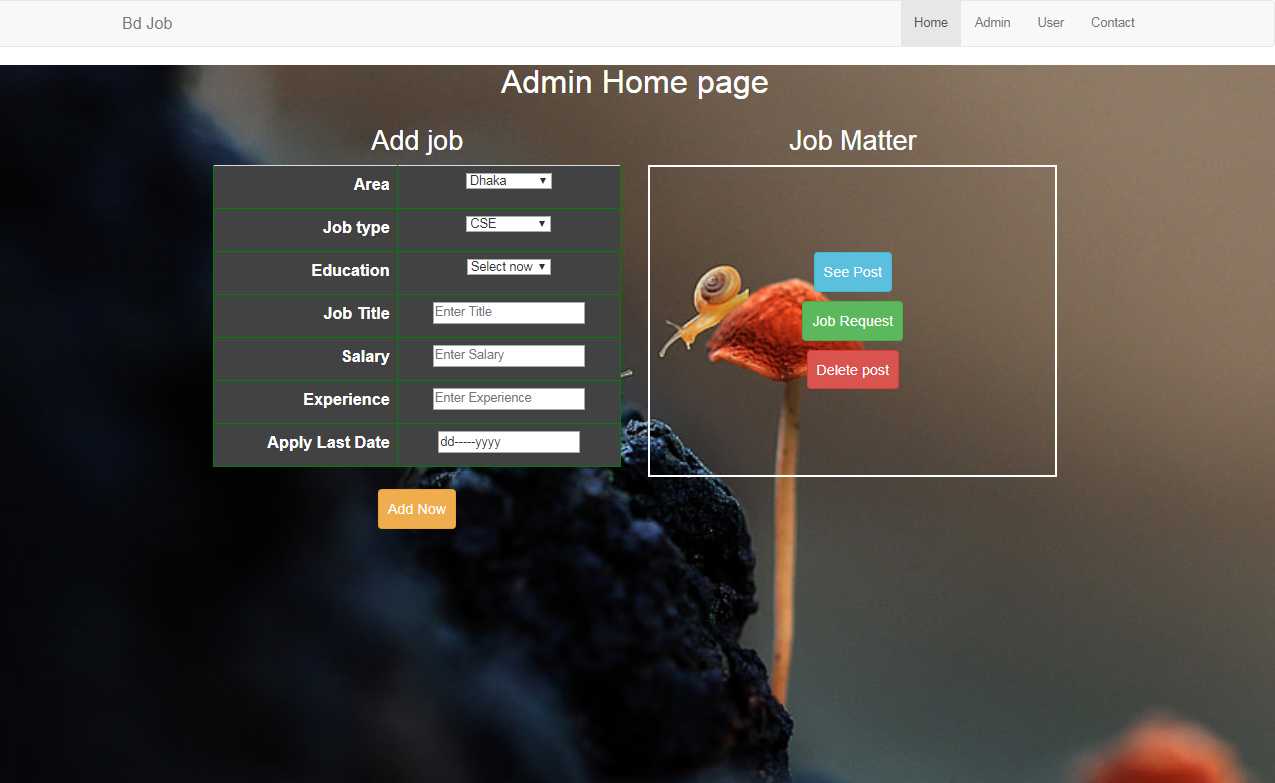 Bd Job Home Admin User Contact
Admin Home page
Add job
Area Dhaka
Job type CSE
Education Select now
Job Title Enter Title
Salary Enter Salary
Experience Enter Experience
Apply Last Date dd-----yyyy
Add Now
Job Matter
See Post
Job Request
Delete post